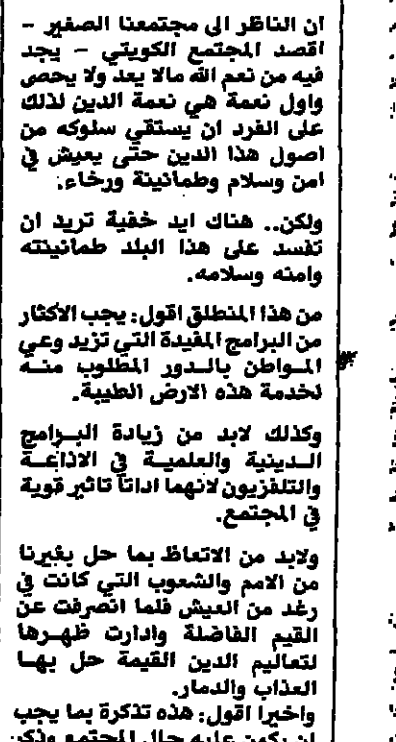 ان الناظر الى مجتمعنا الصغير –
اقصد المجتمع الكويتي – يجد
فيه من نعم الله مالا يعد ولا يحصى
واول نعمة هي نعمة الدين لذلك
على الفرد ان يستقي سلوكه من
اصول هذا الدين حتى يعيش في
امن وسلام وطمانينة ورخاء.
ولكن.. هناك ايد خفية تريد ان
تفسد على هذا البلد طمانينته
وامنه وسلامه.
من هذا المنطلق اقول: يجب الاكثار
من البرامج المفيدة التي تزيد وعي
المواطن بالدور المطلوب منه
لخدمة هذه الارض الطيبة.
وكذلك لابد من زيادة البرامج
الدينية والعلمية في الاذاعة
والتلفزيون لانهما اداتا تاثير قوية
في المجتمع.
ولابد من الاتعاظ بما حل بغيرنا
من الامم والشعوب التي كانت في
رغد من العيش فلما انصرفت عن
القيم الفاضلة وادارت ظهرها
لتعاليم الدين القيمة حل بها
العذاب والدمار.
واخيرا اقول: هذه تذكرة بما يجب
ان يكون عليه حال المجتمع وذكر